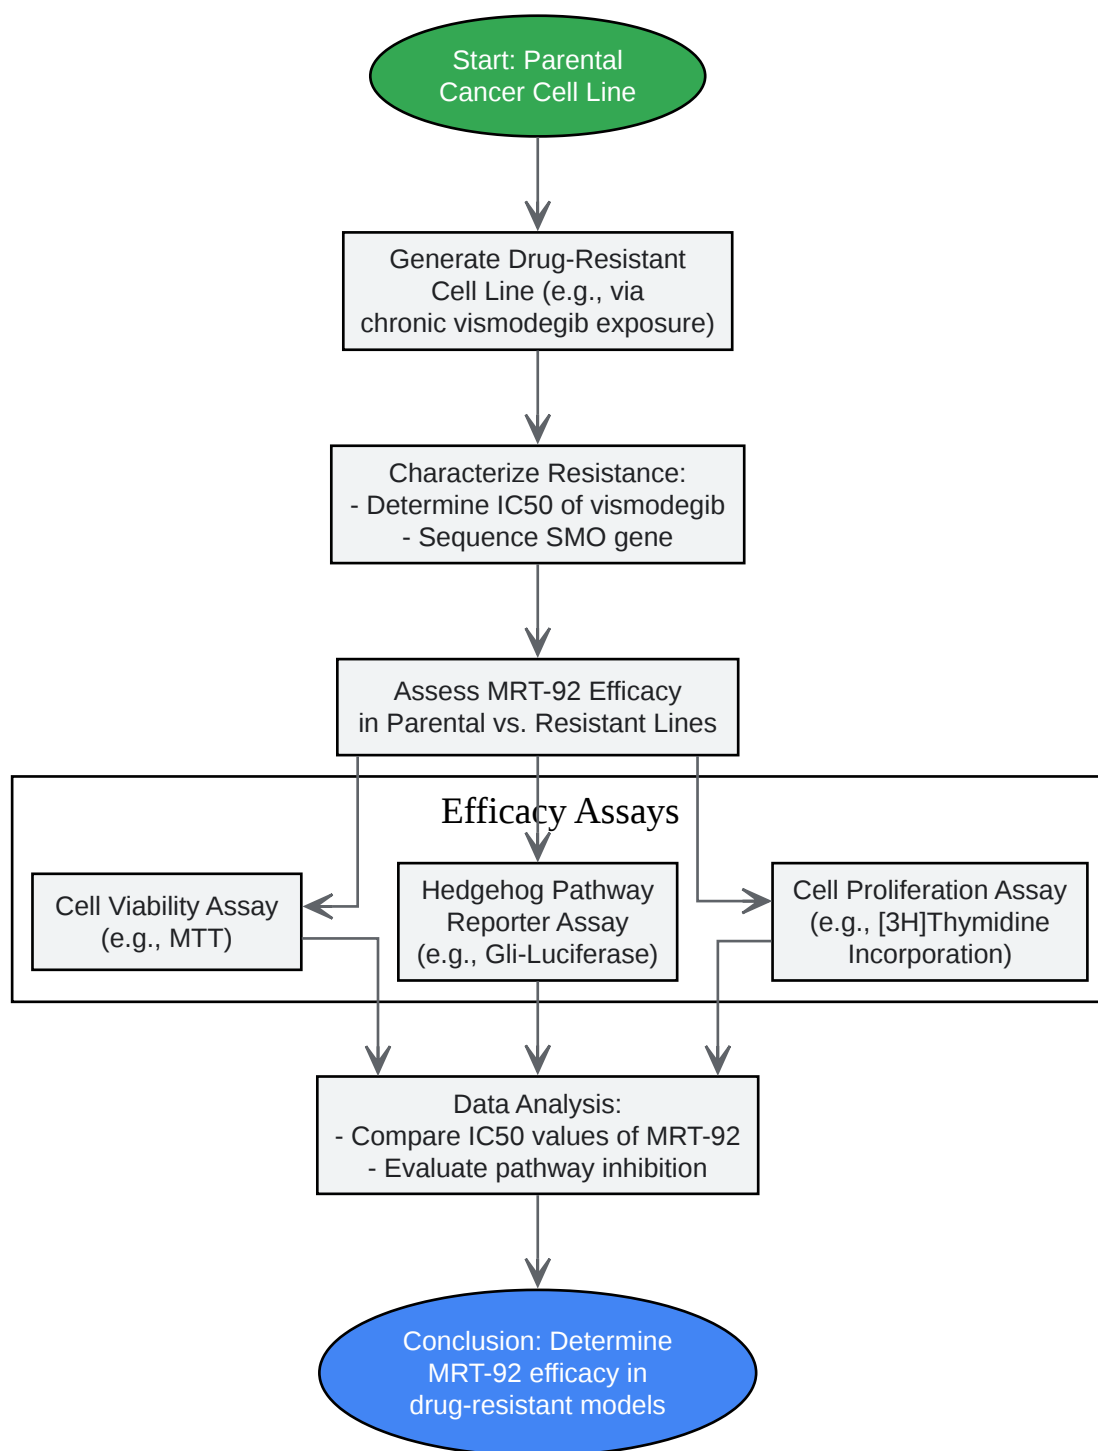 Start: Parental
Cancer Cell Line
Generate Drug-Resistant
Cell Line (e.g., via
chronic vismodegib exposure)
Characterize Resistance:
- Determine IC50 of vismodegib
- Sequence SMO gene
Assess MRT-92 Efficacy
in Parental vs. Resistant Lines
Efficacy Assays
Cell Viability Assay
(e.g., MTT)
Hedgehog Pathway
Reporter Assay
(e.g., Gli-Luciferase)
Cell Proliferation Assay
(e.g., [3H]Thymidine
Incorporation)
Data Analysis:
- Compare IC50 values of MRT-92
- Evaluate pathway inhibition
Conclusion: Determine
MRT-92 efficacy in
drug-resistant models